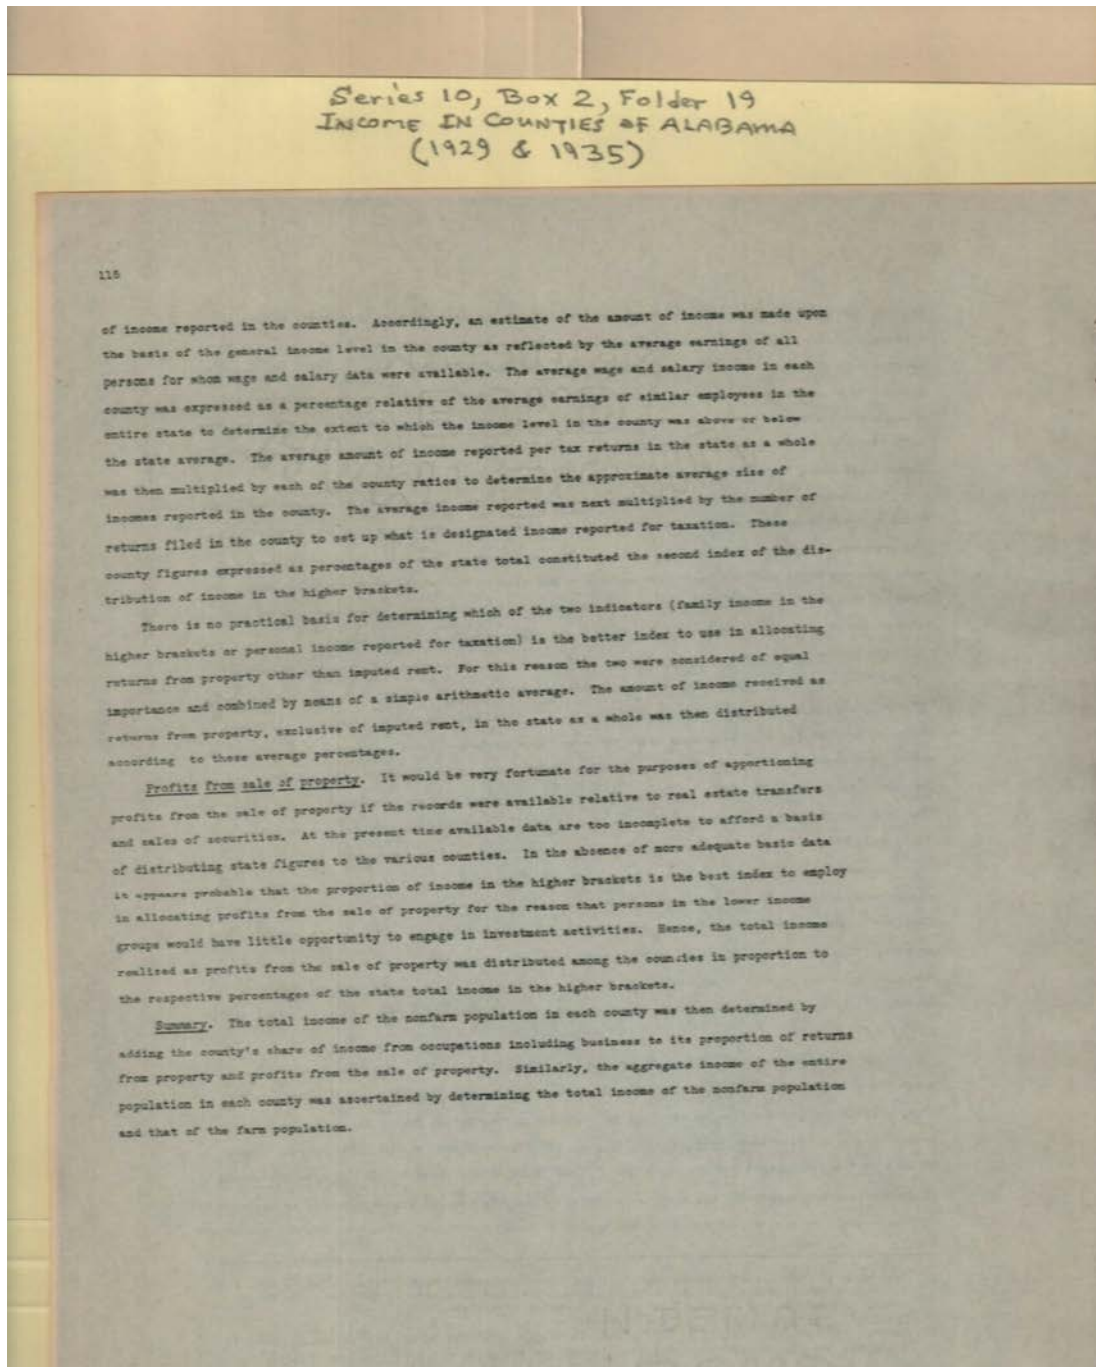 Series 10, Box 2, Folder 19
INCOME IN COUNTIES OF ALABAMA
(1929 & 1935)
116
of income reported in the counties. Accordingly, an estimate of the amount of income was made upon
the basis of the general income level in the county as reflected by the average earnings of all
persons for whom wage and salary data were available. The average wage and salary income in each
county was expressed as a percentage relative of the average earnings of similar employees in the
entire state to determine the extent to which the income level in the county was above or below
the state average. The average amount of income reported per tax returns in the state as a whole
was then multiplied by each of the county ratios to determine the approximate average size of
incomes reported in the county. The average income reported was next multiplied by the number of
returns filed in the county to set up what is designated income reported for taxation. These
county figures expressed as percentages of the state total constituted the second index of the dis-
tribution of income in the higher brackets.
There is no practical basis for determining which of the two indicators (family income in the
higher brackets or personal income reported for taxation) is the better index to use in allocating
returns from property other than imputed rent. For this reason the two were considered of equal
importance and combined by means of a simple arithmetic average. The amount of income received as
returns from property, exclusive of imputed rent, in the state as a whole was then distributed
according to these average percentages.
Profits from sale of property. It would be very fortunate for the purposes of apportioning
profits from the sale of property if the records were available relative to real estate transfers
and sales of securities. At the present time available data are too incomplete to afford a basis
of distributing state figures to the various counties. In the absence of more adequate basic data
it appears probable that the proportion of income in the higher brackets is the best index to employ
in allocating profits from the sale of property for the reason that persons in the lower income
groups would have little opportunity to engage in investment activities. Hence, the total income
realized as profits from the sale of property was distributed among the counties in proportion to
the respective percentages of the state total income in the higher brackets.
Summary. The total income of the nonfarm population in each county was then determined by
adding the county's share of income from occupations including business to its proportion of returns
from property and profits from the sale of property. Similarly, the aggregate income of the entire
population in each county was ascertained by determining the total income of the nonfarm population
and that of the farm population.